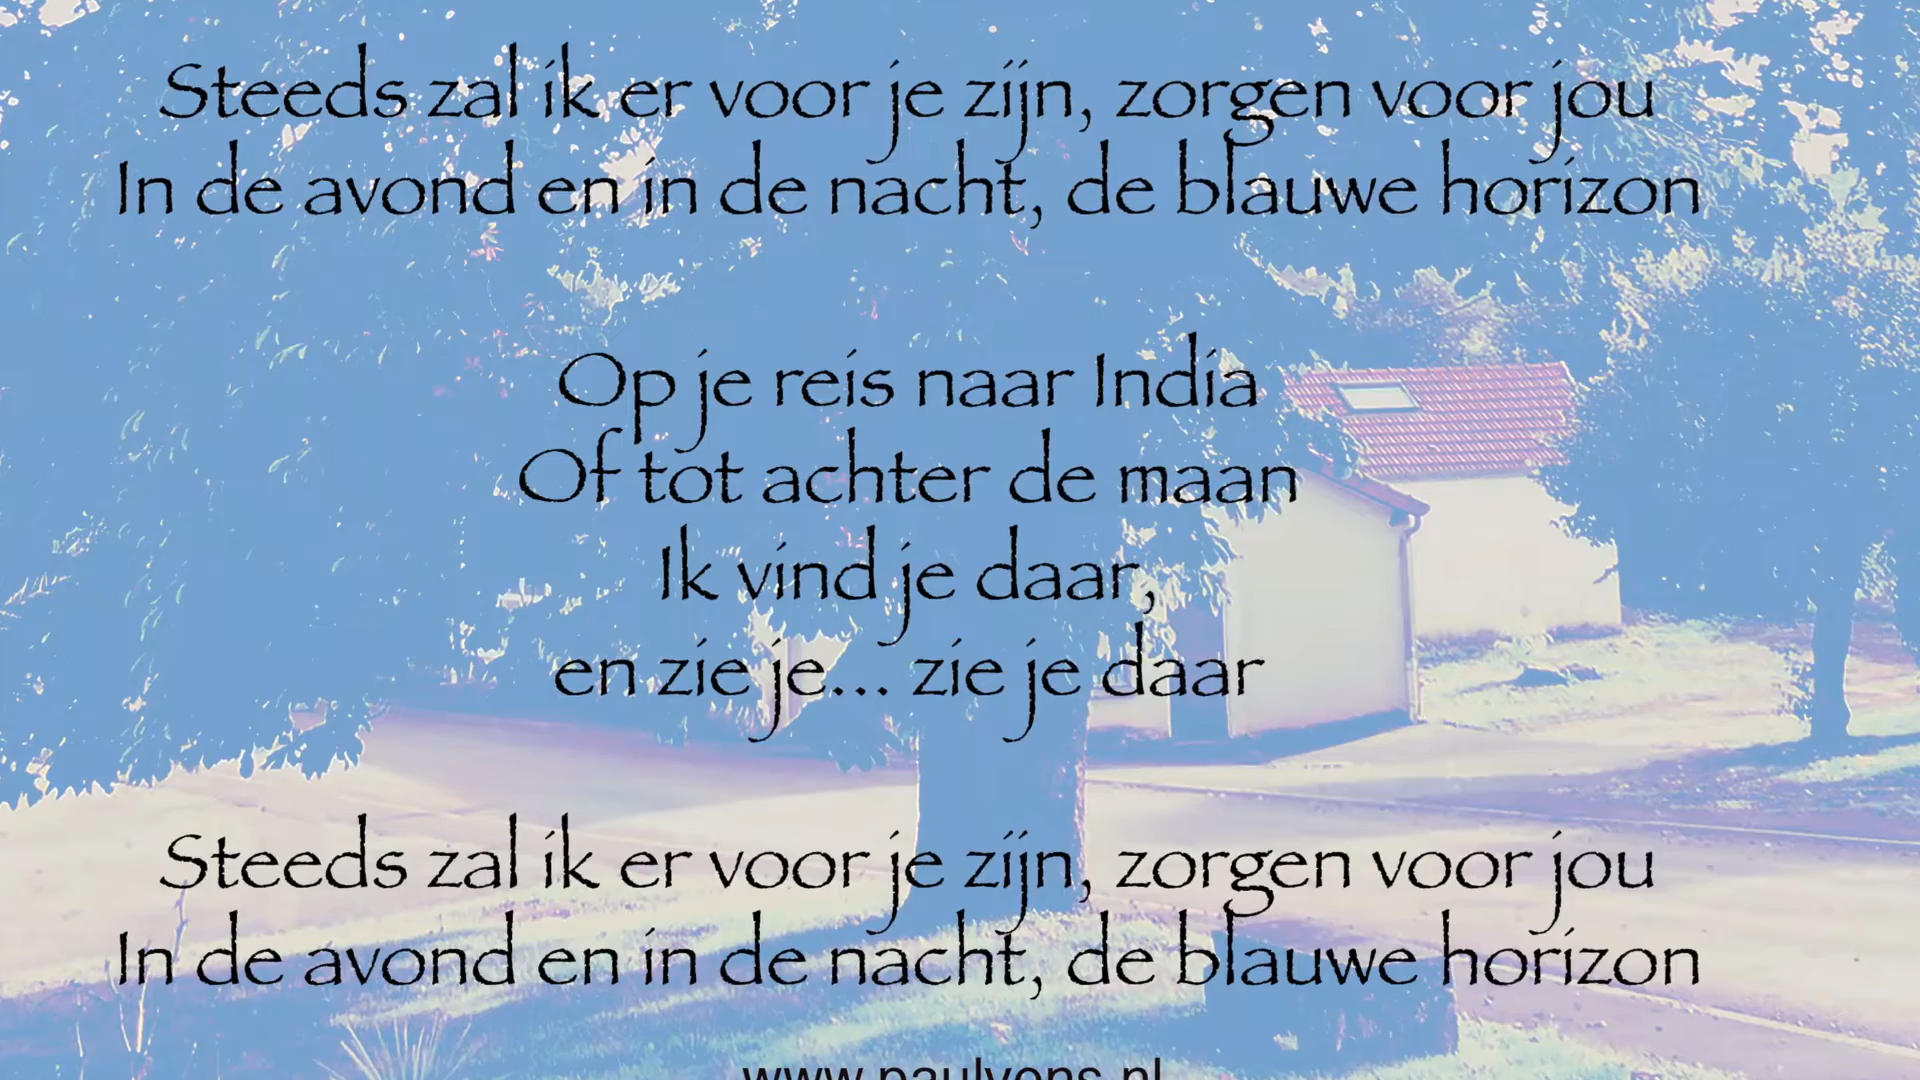 Steeds zal ik er voor je zijn, zorgen voor jou
In de avond en in de nacht, de blauwe horizon
Op je reis naar India
Of tot achter de maan
Ik vind je daar,
en zie je... zie je daar
Steeds zal ik er voor je zijn, zorgen voor jou
In de avond en in de nacht, de blauwe horizon